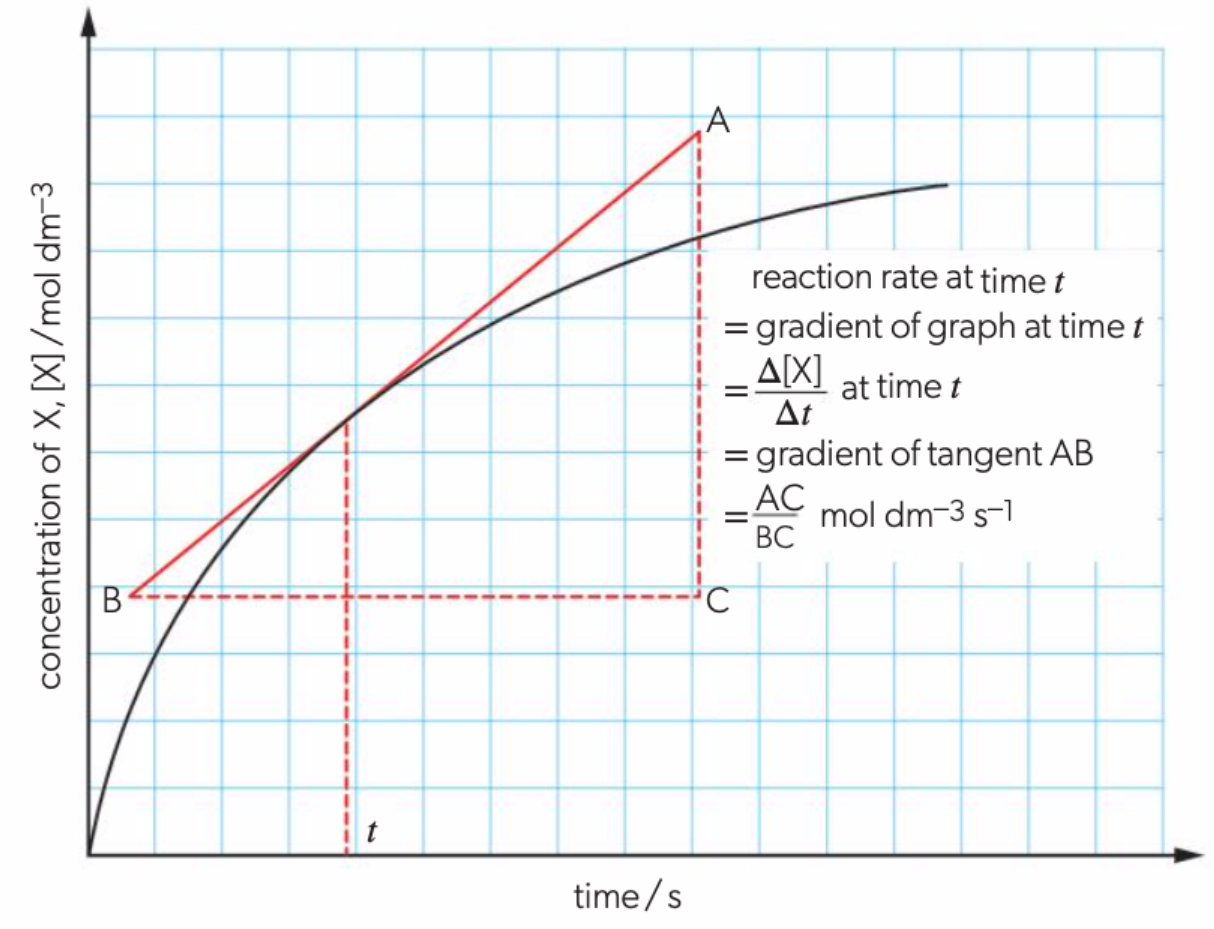 concentration of X, [X]/mol dm⁻³
A
reaction rate at time t
= gradient of graph at time t
= Δ[X]/Δt at time t
= gradient of tangent AB
= AC/BC mol dm⁻³ s⁻¹
B
C
t
time/s